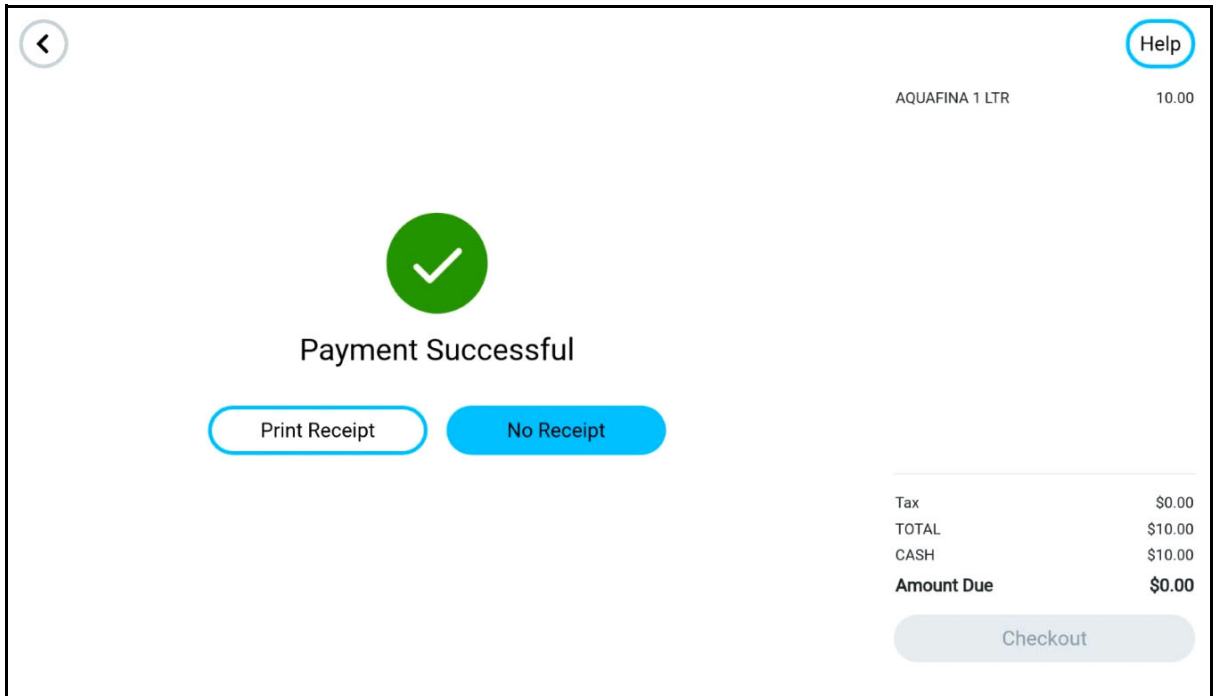 Help
AQUAFINA 1 LTR 10.00
Payment Successful
Print Receipt No Receipt
Tax $0.00
TOTAL $10.00
CASH $10.00
Amount Due $0.00
Checkout